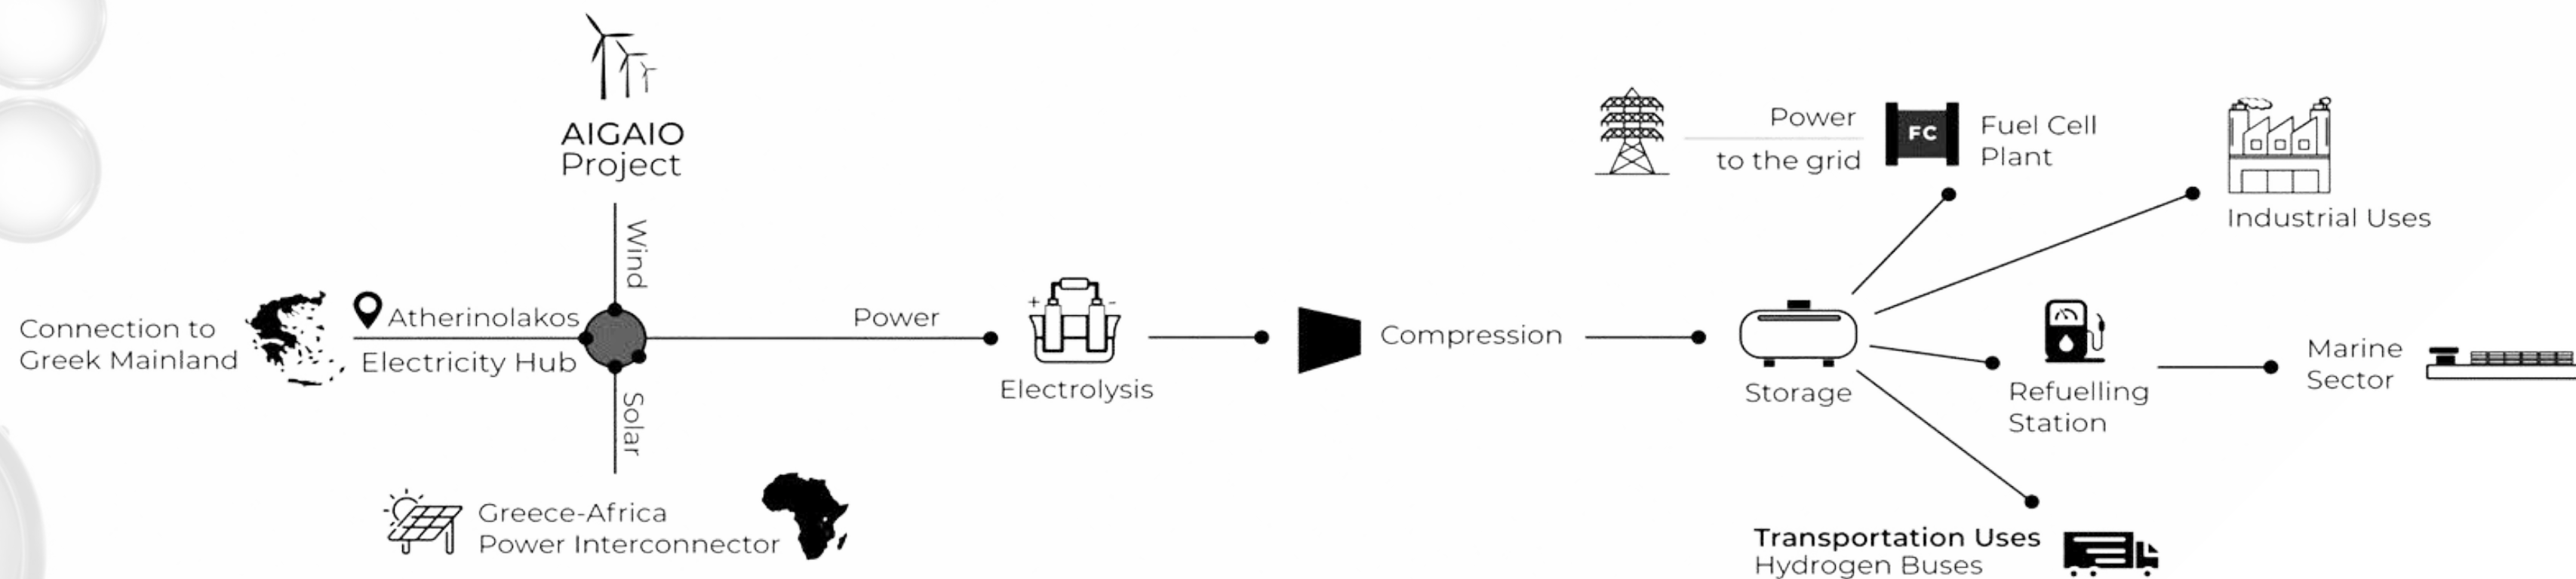 AIGAIO
Project
Wind
Connection to
Greek Mainland
Atherinolakos
Electricity Hub
Solar
Greece-Africa
Power Interconnector
Power
+
-
Electrolysis
Compression
Storage
Power
to the grid
FC
Fuel Cell
Plant
Industrial Uses
Refuelling
Station
Marine
Sector
Transportation Uses
Hydrogen Buses